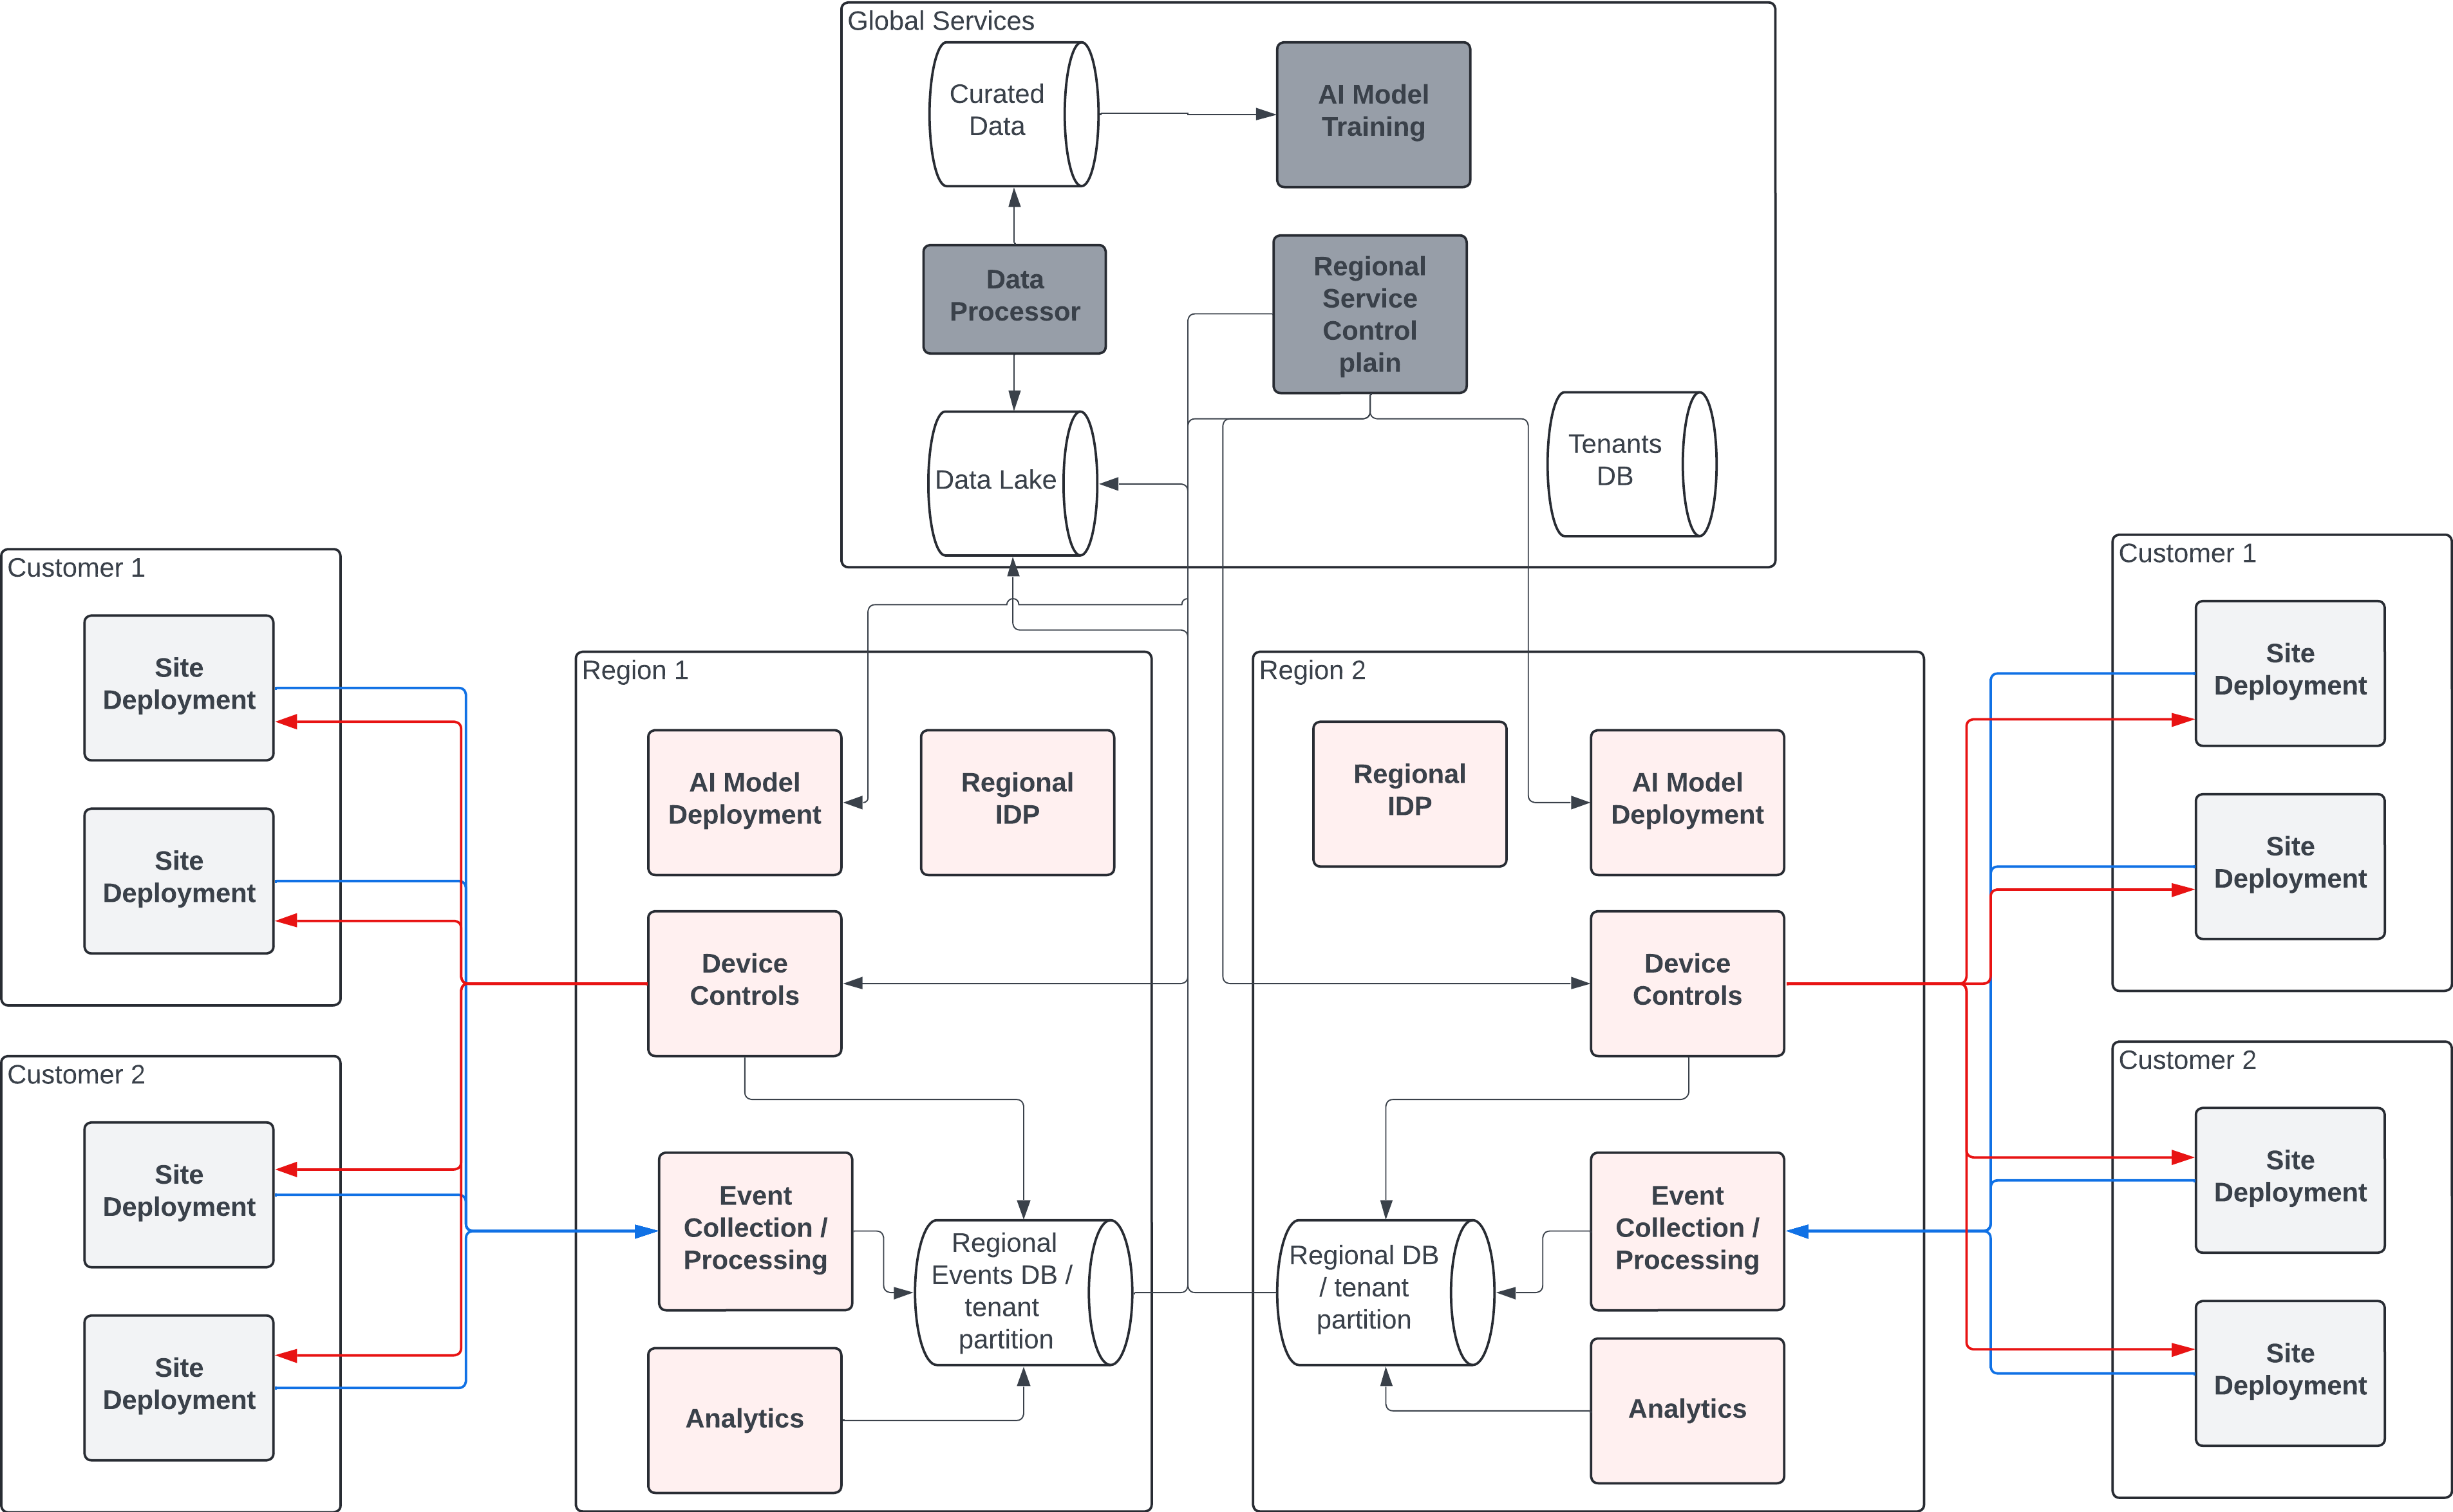 Global Services
Curated
Data
AI Model
Training
Data
Processor
Regional
Service
Control
plain
Data Lake
Tenants
DB
Customer 1
Site
Deployment
Site
Deployment
Customer 2
Site
Deployment
Site
Deployment
Region 1
AI Model
Deployment
Regional
IDP
Device
Controls
Event
Collection /
Processing
Regional
Events DB /
tenant
partition
Analytics
Region 2
Regional
IDP
AI Model
Deployment
Device
Controls
Regional DB
/ tenant
partition
Event
Collection /
Processing
Analytics
Customer 1
Site
Deployment
Site
Deployment
Customer 2
Site
Deployment
Site
Deployment